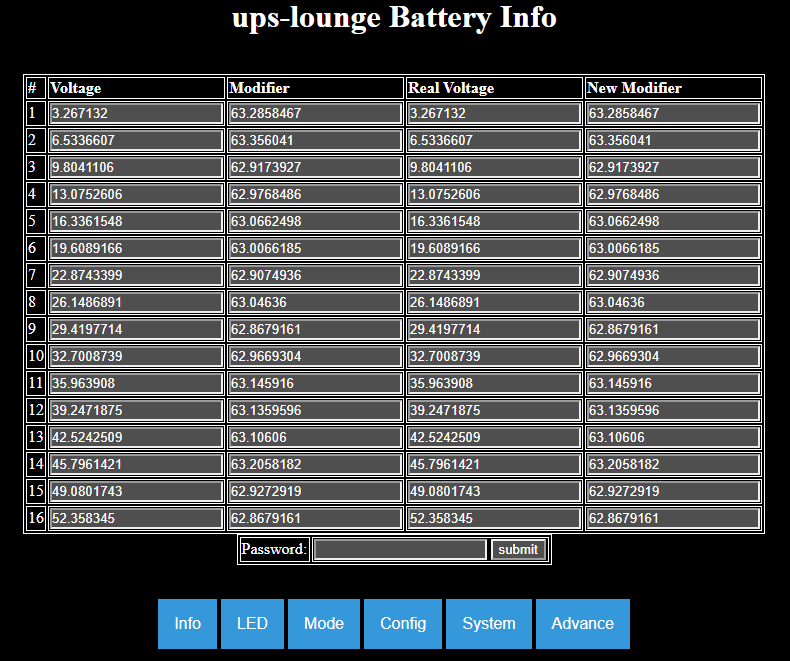 ups-lounge Battery Info
# Voltage Modifier Real Voltage New Modifier
1 3.267132 63.2858467 3.267132 63.2858467
2 6.5336607 63.356041 6.5336607 63.356041
3 9.8041106 62.9173927 9.8041106 62.9173927
4 13.0752606 62.9768486 13.0752606 62.9768486
5 16.3361548 63.0662498 16.3361548 63.0662498
6 19.6089166 63.0066185 19.6089166 63.0066185
7 22.8743399 62.9074936 22.8743399 62.9074936
8 26.1486891 63.04636 26.1486891 63.04636
9 29.4197714 62.8679161 29.4197714 62.8679161
10 32.7008739 62.9669304 32.7008739 62.9669304
11 35.963908 63.145916 35.963908 63.145916
12 39.2471875 63.1359596 39.2471875 63.1359596
13 42.5242509 63.10606 42.5242509 63.10606
14 45.7961421 63.2058182 45.7961421 63.2058182
15 49.0801743 62.9272919 49.0801743 62.9272919
16 52.358345 62.8679161 52.358345 62.8679161
Password: submit
Info LED Mode Config System Advance